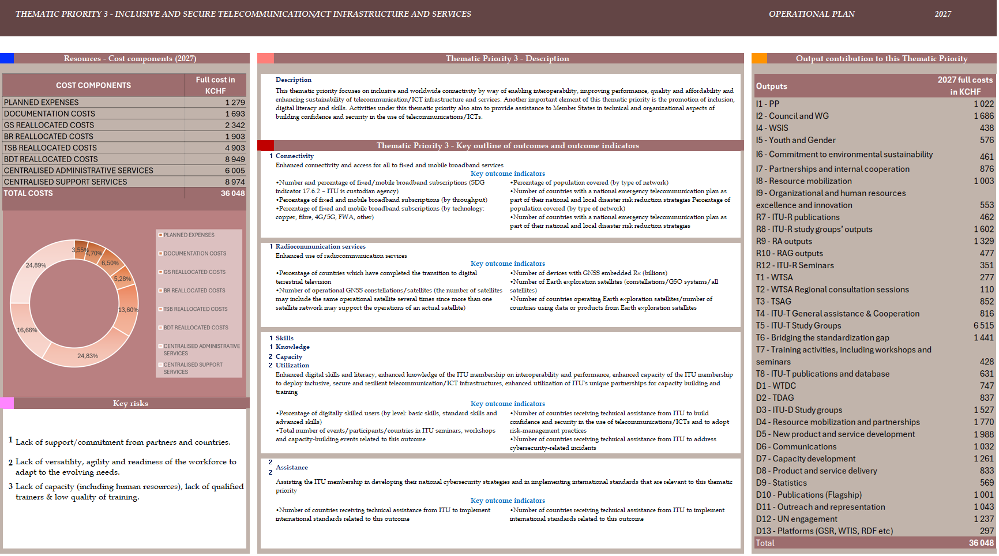 THEMATIC PRIORITY 3 - INCLUSIVE AND SECURE TELECOMMUNICATION/ICT INFRASTRUCTURE AND SERVICES OPERATIONAL PLAN 2027
Resources - Cost components (2027)
COST COMPONENTS Full cost in
KCHF
PLANNED EXPENSES 1 279
DOCUMENTATION COSTS 1 693
GS REALLOCATED COSTS 2 342
BR REALLOCATED COSTS 1 903
TSB REALLOCATED COSTS 4 903
BDT REALLOCATED COSTS 8 949
CENTRALISED ADMINISTRATIVE SERVICES 6 005
CENTRALISED SUPPORT SERVICES 8 974
TOTAL COSTS 36 048
3,55%
4,70%
6,50%
5,28%
13,60%
24,83%
16,66%
24,89%
PLANNED EXPENSES
DOCUMENTATION COSTS
GS REALLOCATED COSTS
BR REALLOCATED COSTS
TSB REALLOCATED COSTS
BDT REALLOCATED COSTS
CENTRALISED ADMINISTRATIVE
SERVICES
CENTRALISED SUPPORT
SERVICES
Key risks
1 Lack of support/commitment from partners and countries.
2 Lack of versatility, agility and readiness of the workforce to
adapt to the evolving needs.
3 Lack of capacity (including human resources), lack of qualified
trainers & low quality of training.
Thematic Priority 3 - Description
Description
This thematic priority focuses on inclusive and worldwide connectivity by way of enabling interoperability, improving performance, quality and affordability and
enhancing sustainability of telecommunication/ICT infrastructure and services. Another important element of this thematic priority is the promotion of inclusion,
digital literacy and skills. Activities under this thematic priority also aim to provide assistance to Member States in technical and organizational aspects of
building confidence and security in the use of telecommunications/ICTs.
Thematic Priority 3 - Key outline of outcomes and outcome indicators
1 Connectivity
Enhanced connectivity and access for all to fixed and mobile broadband services
Key outcome indicators
•Number and percentage of fixed/mobile broadband subscriptions (SDG
indicator 17.6.2 – ITU is custodian agency)
•Percentage of fixed and mobile broadband subscriptions (by throughput)
•Percentage of fixed and mobile broadband subscriptions (by technology:
copper, fibre, 4G/5G, FWA, other)
•Percentage of population covered (by type of network)
•Number of countries with a national emergency telecommunication plan as
part of their national and local disaster risk reduction strategies Percentage of
population covered (by type of network)
•Number of countries with a national emergency telecommunication plan as
part of their national and local disaster risk reduction strategies
1 Radiocommunication services
Enhanced use of radiocommunication services
Key outcome indicators
•Percentage of countries which have completed the transition to digital
terrestrial television
•Number of operational GNSS constellations/satellites (the number of satellites
may include the same operational satellite several times since more than one
satellite network may support the operations of an actual satellite)
•Number of devices with GNSS embedded Rx (billions)
•Number of Earth exploration satellites (constellations/GSO systems/all
satellites)
•Number of countries operating Earth exploration satellites/number of
countries using data or products from Earth exploration satellites
1 Skills
1 Knowledge
2 Capacity
2 Utilization
Enhanced digital skills and literacy, enhanced knowledge of the ITU membership on interoperability and performance, enhanced capacity of the ITU membership
to deploy inclusive, secure and resilient telecommunication/ICT infrastructures, enhanced utilization of ITU's unique partnerships for capacity building and
training
Key outcome indicators
•Percentage of digitally skilled users (by level: basic skills, standard skills and
advanced skills)
•Total number of events/participants/countries in ITU seminars, workshops
and capacity-building events related to this outcome
•Number of countries receiving technical assistance from ITU to build
confidence and security in the use of telecommunications/ICTs and to adopt
risk-management practices
•Number of countries receiving technical assistance from ITU to address
cybersecurity-related incidents
2
2 Assistance
Assisting the ITU membership in developing their national cybersecurity strategies and in implementing international standards that are relevant to this thematic
priority
Key outcome indicators
•Number of countries receiving technical assistance from ITU to implement
international standards related to this outcome
•Number of countries receiving technical assistance from ITU to implement
international standards related to this outcome
Output contribution to this Thematic Priority
Outputs 2027 full costs
in KCHF
I1 - PP 1 022
I2 - Council and WG 1 686
I4 - WSIS 438
I5 - Youth and Gender 576
I6 - Commitment to environmental sustainability 461
I7 - Partnerships and internal cooperation 876
I8 - Resource mobilization 1 003
I9 - Organizational and human resources
excellence and innovation 553
R7 - ITU-R publications 462
R8 - ITU-R study groups' outputs 1 602
R9 - RA outputs 1 329
R10 - RAG outputs 477
R12 - ITU-R Seminars 351
T1 - WTSA 277
T2 - WTSA Regional consultation sessions 110
T3 - TSAG 852
T4 - ITU-T General assistance & Cooperation 816
T5 - ITU-T Study Groups 6 515
T6 - Bridging the standardization gap 1 441
T7 - Training activities, including workshops and
seminars 428
T8 - ITU-T publications and database 631
D1 - WTDC 747
D2 - TDAG 837
D3 - ITU-D Study groups 1 527
D4 - Resource mobilization and partnerships 1 770
D5 - New product and service development 1 988
D6 - Communications 1 032
D7 - Capacity development 1 261
D8 - Product and service delivery 833
D9 - Statistics 569
D10 - Publications (Flagship) 1 001
D11 - Outreach and representation 1 043
D12 - UN engagement 1 237
D13 - Platforms (GSR, WTIS, RDF etc) 297
Total 36 048